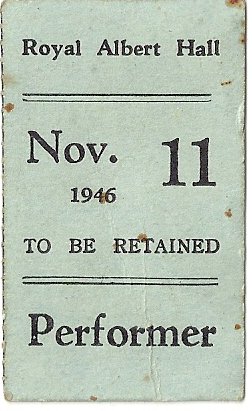 Royal Albert Hall
Nov. 11
1946
TO BE RETAINED
Performer